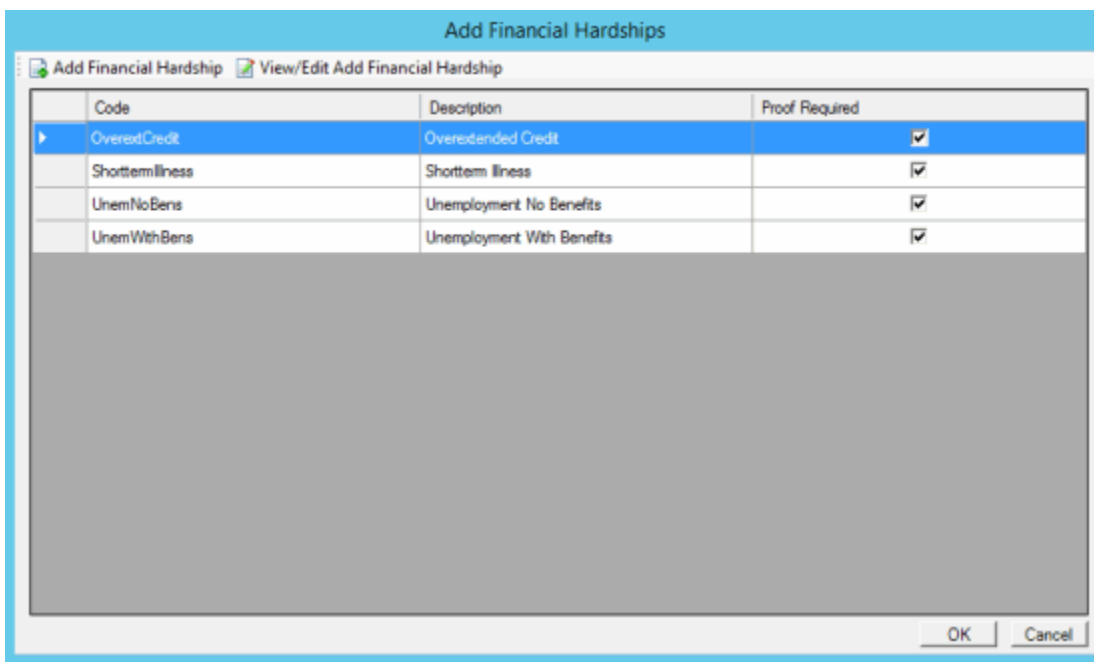 Add Financial Hardships
Add Financial Hardship View/Edit Add Financial Hardship
Code Description Proof Required
OverextCredit Overextended Credit
ShorttermIllness Shortterm Illness
UnemNoBens Unemployment No Benefits
UnemWithBens Unemployment With Benefits
OK Cancel